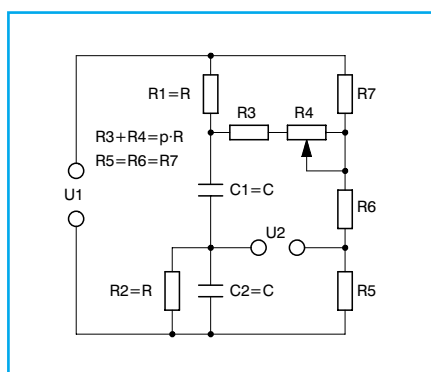 R1=R
R7
R3
R4
R3+R4=p·R
R5=R6=R7
U1
C1=C
R6
U2
R2=R
C2=C
R5